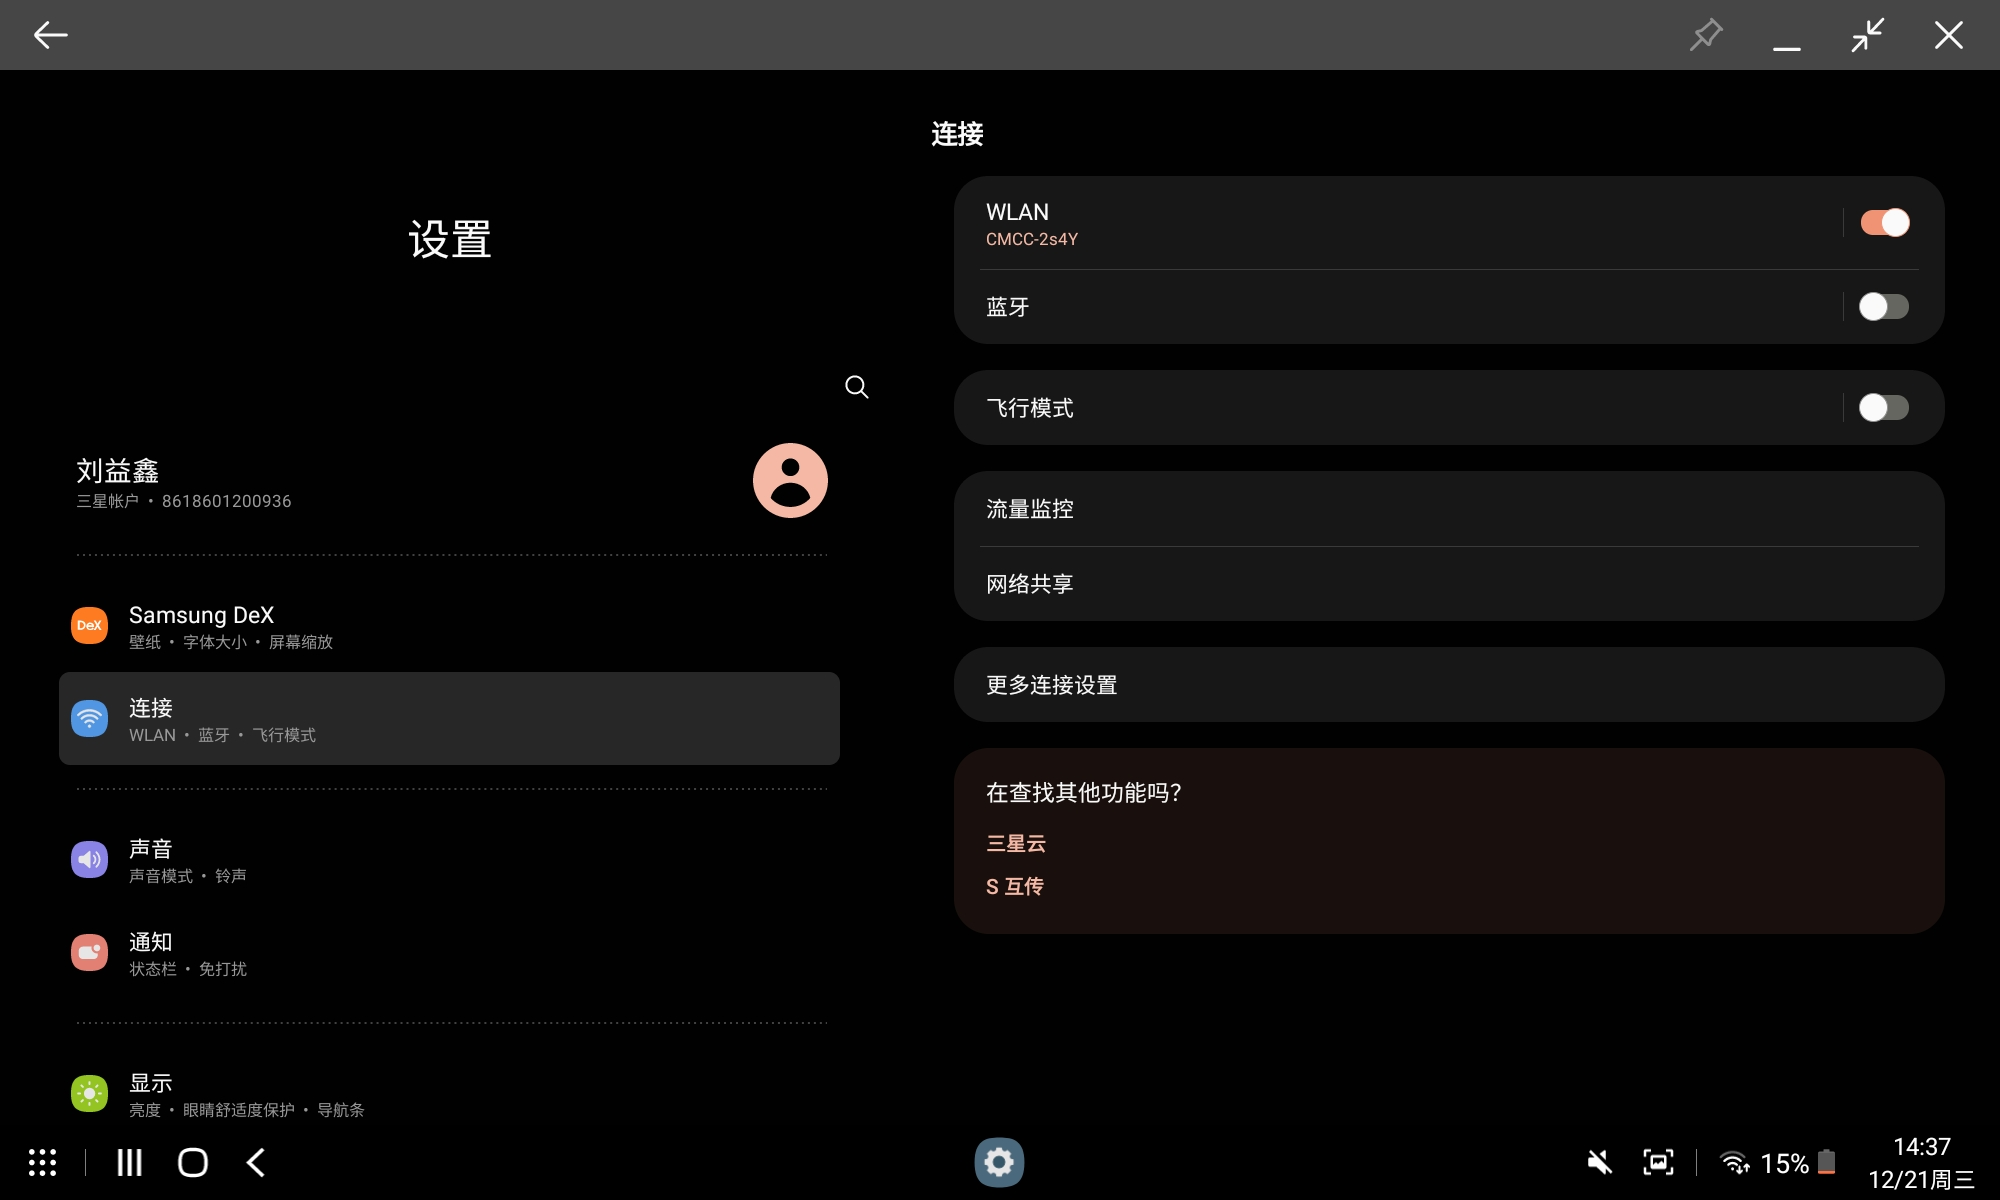 设置
刘益鑫
三星帐户 • 8618601200936
DeX
Samsung DeX
壁纸 • 字体大小 • 屏幕缩放
连接
WLAN • 蓝牙 • 飞行模式
声音
声音模式 • 铃声
通知
状态栏 • 免打扰
显示
亮度 • 眼睛舒适度保护 • 导航条
连接
WLAN
CMCC-2s4Y
蓝牙
飞行模式
流量监控
网络共享
更多连接设置
在查找其他功能吗?
三星云
S 互传
15%
14:37
12/21周三